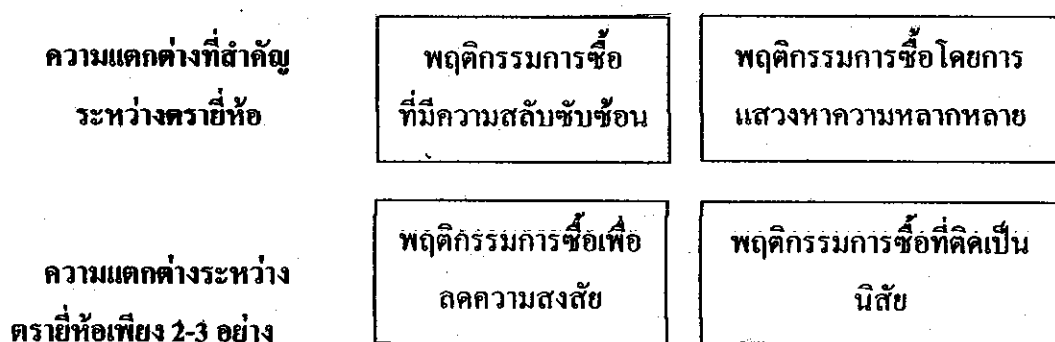 ความแตกต่างที่สำคัญ
ระหว่างตรายี่ห้อ
พฤติกรรมการซื้อ
ที่มีความสลับซับซ้อน
พฤติกรรมการซื้อโดยการ
แสวงหาความหลากหลาย
ความแตกต่างระหว่าง
ตรายี่ห้อเพียง 2-3 อย่าง
พฤติกรรมการซื้อเพื่อ
ลดความสงสัย
พฤติกรรมการซื้อที่ติดเป็น
นิสัย